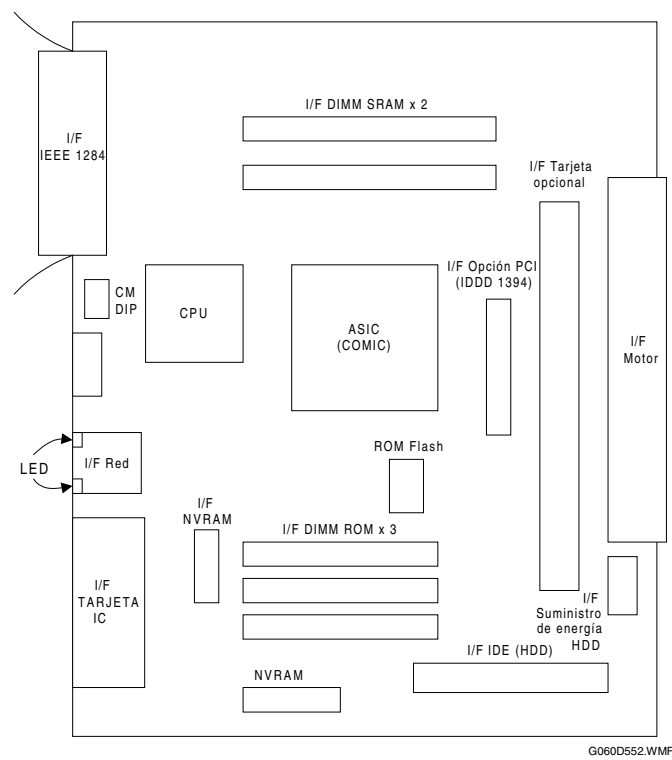 I/F DIMM SRAM x 2
I/F
IEEE 1284
I/F Tarjeta
opcional
I/F Opción PCI
(IDDD 1394)
CM
DIP
CPU
ASIC
(COMIC)
I/F
Motor
ROM Flash
LED
I/F Red
I/F
NVRAM
I/F DIMM ROM x 3
I/F
TARJETA
IC
I/F
Suministro
de energía
HDD
I/F IDE (HDD)
NVRAM
G060D552.WMF